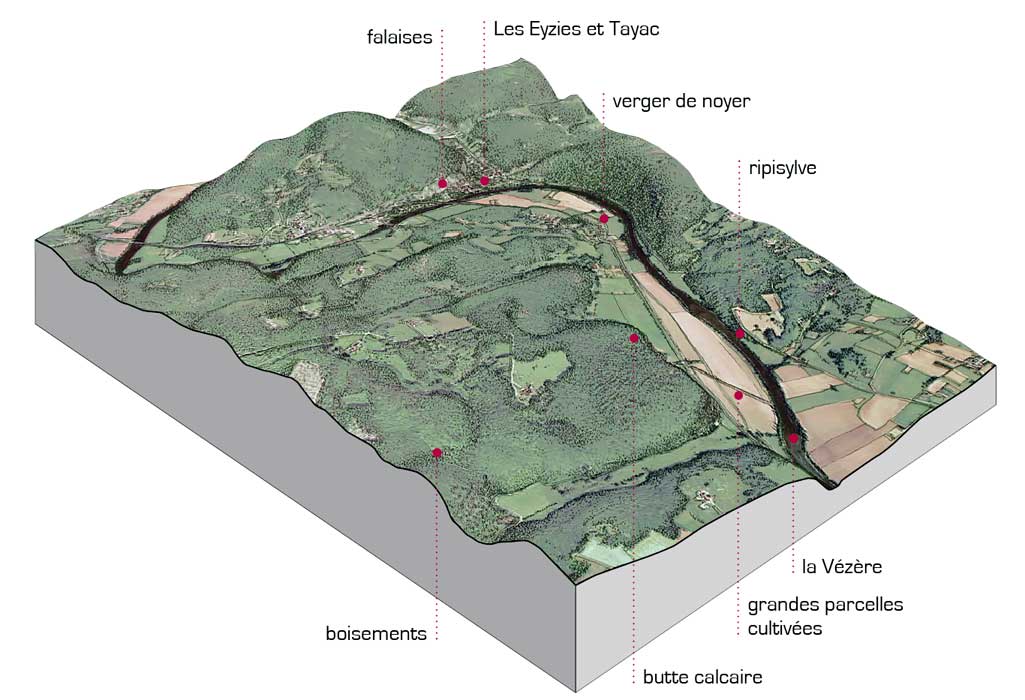 Les Eyzies et Tayac
falaises
verger de noyer
ripisylve
la Vézère
grandes parcelles
cultivées
boisements
butte calcaire